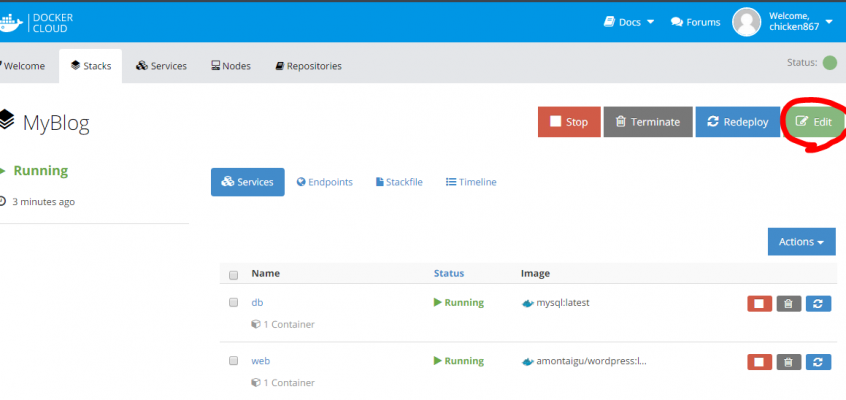 DOCKER
CLOUD
Docs
Forums
Welcome,
chicken867
Welcome
Stacks
Services
Nodes
Repositories
Status:
MyBlog
Stop
Terminate
Redeploy
Edit
Running
3 minutes ago
Services
Endpoints
Stackfile
Timeline
Actions
Name Status Image
db Running mysql:latest
1 Container
web Running amontaigu/wordpress:l...
1 Container